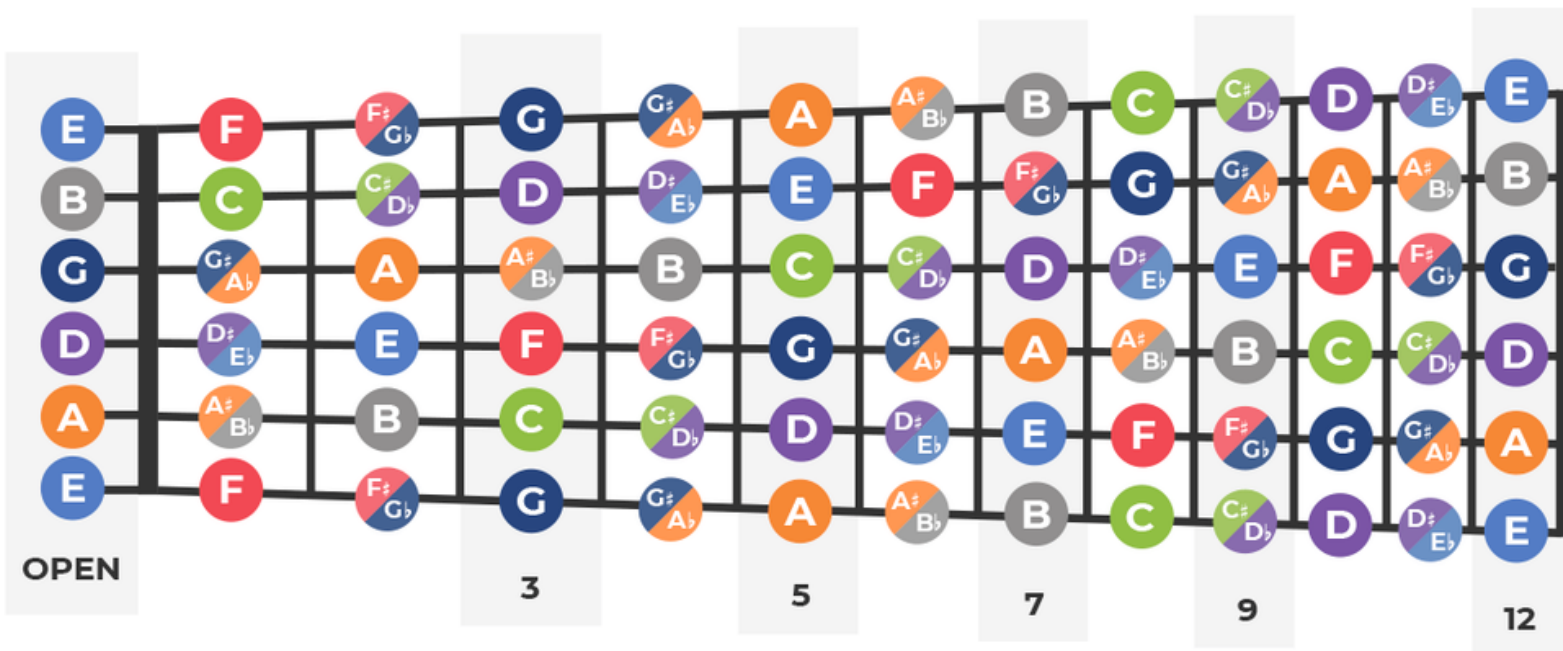 E F F♯ G♭ G G♯ A♭ A A♯ B♭ B C C♯ D♭ D D♯ E♭ E
B C C♯ D♭ D D♯ E♭ E F F♯ G♭ G G♯ A♭ A A♯ B♭ B
G G♯ A♭ A A♯ B♭ B C C♯ D♭ D D♯ E♭ E F F♯ G♭ G
D D♯ E♭ E F F♯ G♭ G G♯ A♭ A A♯ B♭ B C C♯ D♭ D
A A♯ B♭ B C C♯ D♭ D D♯ E♭ E F F♯ G♭ G G♯ A♭ A
E F F♯ G♭ G G♯ A♭ A A♯ B♭ B C C♯ D♭ D D♯ E♭ E
OPEN 3 5 7 9 12